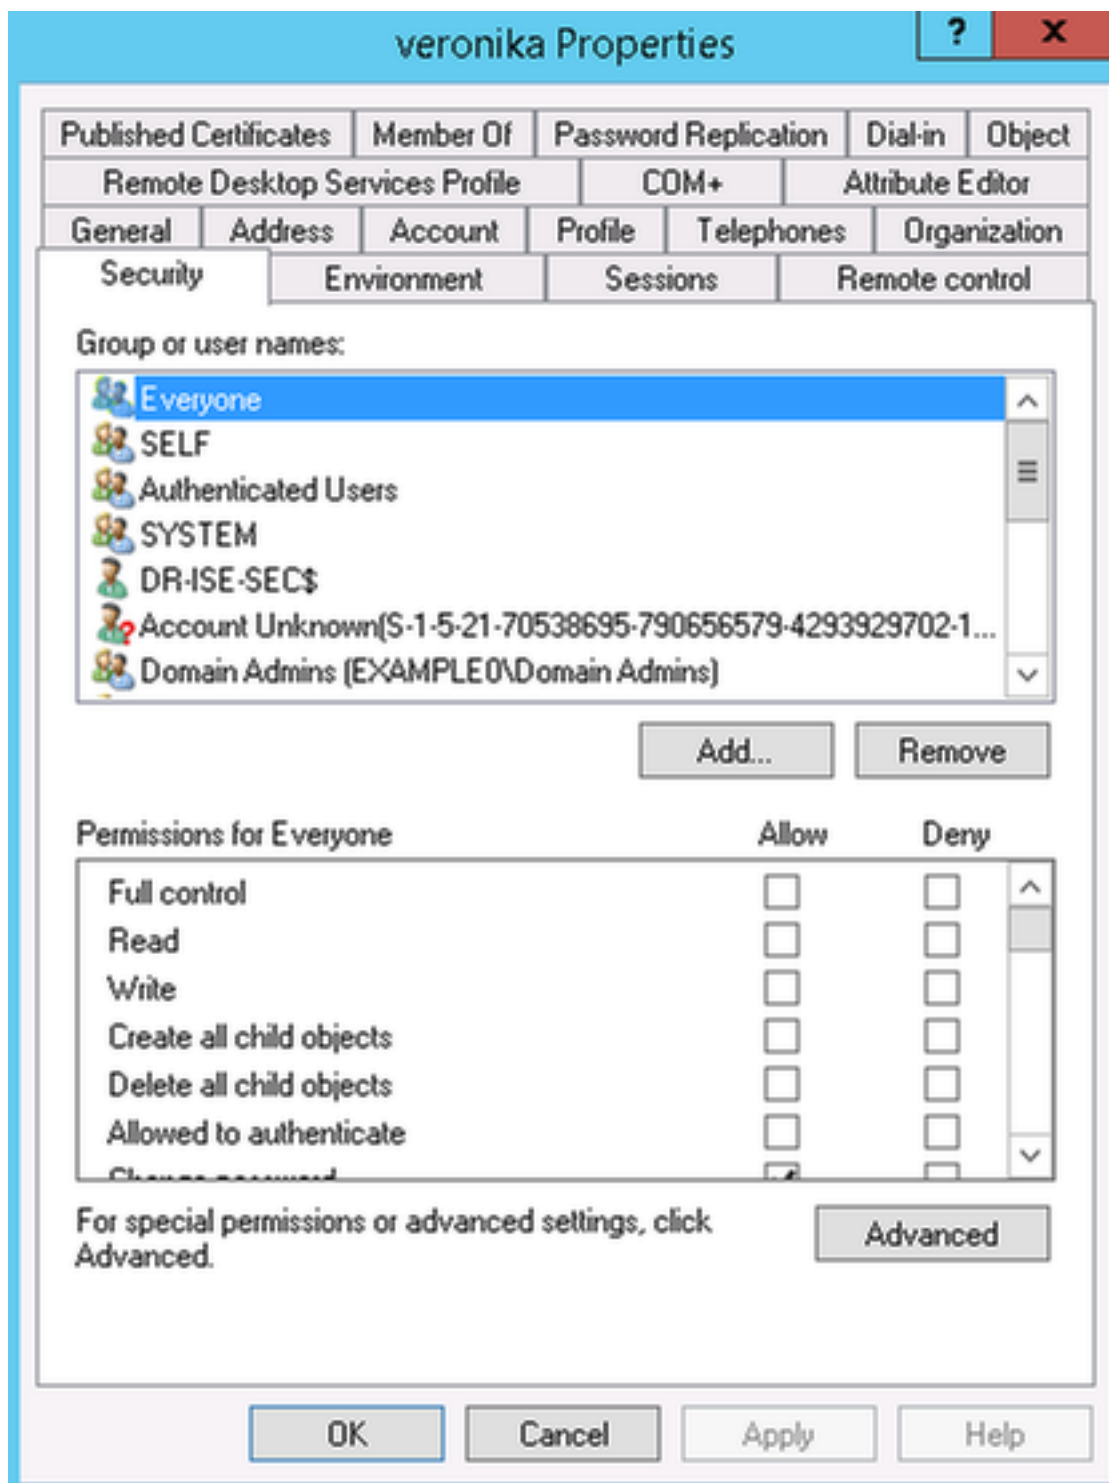 veronika Properties
?
x
Published Certificates Member Of Password Replication Dial-in Object
Remote Desktop Services Profile COM+ Attribute Editor
General Address Account Profile Telephones Organization
Security Environment Sessions Remote control
Group or user names:
Everyone
SELF
Authenticated Users
SYSTEM
DR-ISE-SEC$
Account Unknown(S-1-5-21-70538695-790656579-4293929702-1...
Domain Admins (EXAMPLE0\Domain Admins)
Add... Remove
Permissions for Everyone Allow Deny
Full control
Read
Write
Create all child objects
Delete all child objects
Allowed to authenticate
Change password
For special permissions or advanced settings, click
Advanced.
Advanced
OK Cancel Apply Help